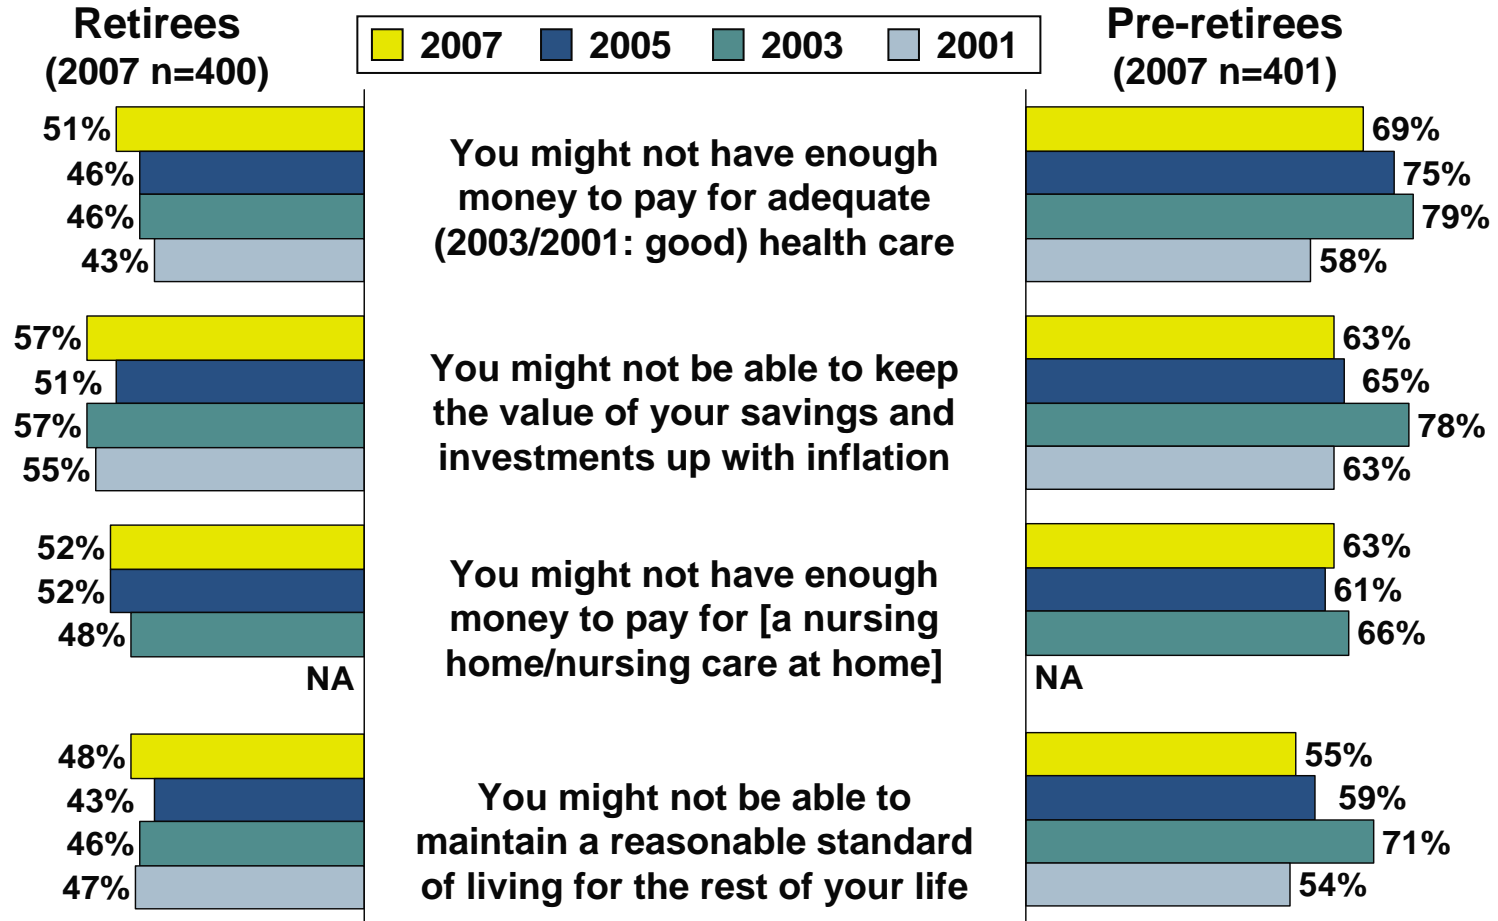 Retirees
(2007 n=400)
2007 2005 2003 2001
Pre-retirees
(2007 n=401)
51%
46%
46%
43%
You might not have enough
money to pay for adequate
(2003/2001: good) health care
69%
75%
79%
58%
57%
51%
57%
55%
You might not be able to keep
the value of your savings and
investments up with inflation
63%
65%
78%
63%
52%
52%
48%
NA
You might not have enough
money to pay for [a nursing
home/nursing care at home]
63%
61%
66%
NA
48%
43%
46%
47%
You might not be able to
maintain a reasonable standard
of living for the rest of your life
55%
59%
71%
54%